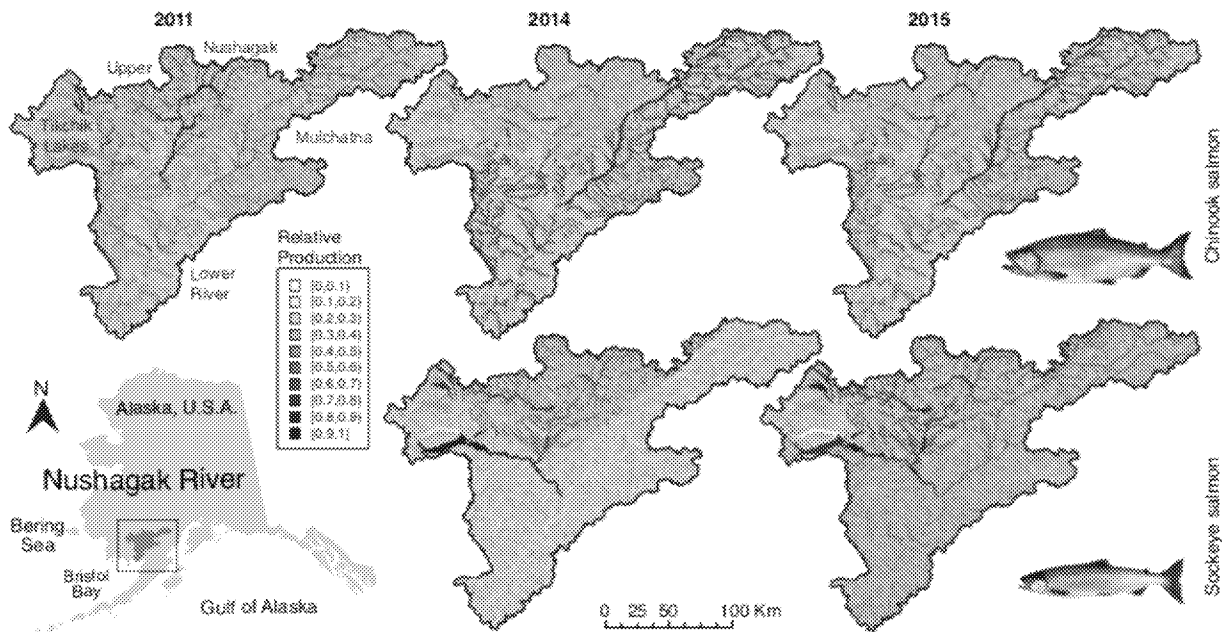 2011
2014
2015
Nushagak
Upper
Tikchik
Lakes
Mulchatna
Lower
River
Chinook salmon
Relative
Production
[0,0.1)
[0.1,0.2)
[0.2,0.3)
[0.3,0.4)
[0.4,0.5)
[0.5,0.6)
[0.6,0.7)
[0.7,0.8)
[0.8,0.9)
[0.9,1]
N
Alaska, U.S.A.
Nushagak River
Bering
Sea
Bristol
Bay
Gulf of Alaska
0 25 50 100 Km
Sockeye salmon